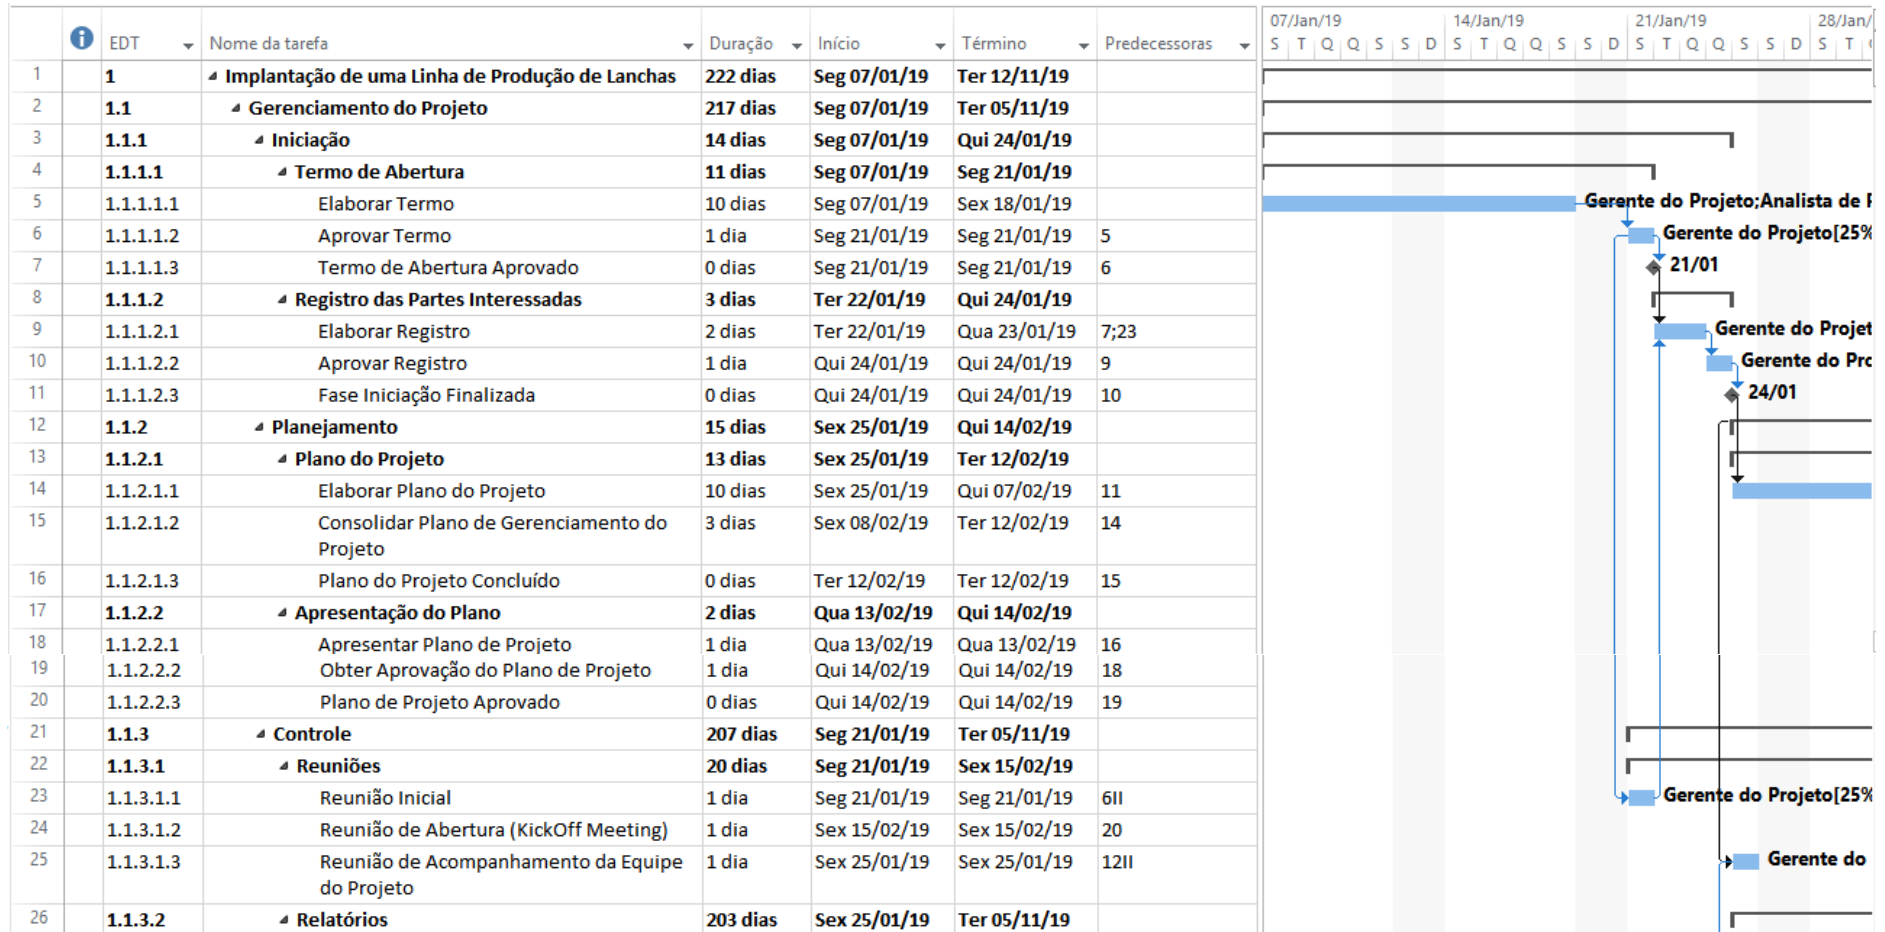 07/Jan/19 14/Jan/19 21/Jan/19 28/Jan/
EDT Nome da tarefa Duração Início Término Predecessoras S T Q Q S S D S T Q Q S S D S T Q Q S S D S T
1 1 Implantação de uma Linha de Produção de Lanchas 222 dias Seg 07/01/19 Ter 12/11/19
2 1.1 Gerenciamento do Projeto 217 dias Seg 07/01/19 Ter 05/11/19
3 1.1.1 Iniciação 14 dias Seg 07/01/19 Qui 24/01/19
4 1.1.1.1 Termo de Abertura 11 dias Seg 07/01/19 Seg 21/01/19
5 1.1.1.1.1 Elaborar Termo 10 dias Seg 07/01/19 Sex 18/01/19 Gerente do Projeto;Analista de
6 1.1.1.1.2 Aprovar Termo 1 dia Seg 21/01/19 Seg 21/01/19 5 Gerente do Projeto[25%
7 1.1.1.1.3 Termo de Abertura Aprovado 0 dias Seg 21/01/19 Seg 21/01/19 6 21/01
8 1.1.1.2 Registro das Partes Interessadas 3 dias Ter 22/01/19 Qui 24/01/19
9 1.1.1.2.1 Elaborar Registro 2 dias Ter 22/01/19 Qua 23/01/19 7;23 Gerente do Projet
10 1.1.1.2.2 Aprovar Registro 1 dia Qui 24/01/19 Qui 24/01/19 9 Gerente do Pro
11 1.1.1.2.3 Fase Iniciação Finalizada 0 dias Qui 24/01/19 Qui 24/01/19 10 24/01
12 1.1.2 Planejamento 15 dias Sex 25/01/19 Qui 14/02/19
13 1.1.2.1 Plano do Projeto 13 dias Sex 25/01/19 Ter 12/02/19
14 1.1.2.1.1 Elaborar Plano do Projeto 10 dias Sex 25/01/19 Qui 07/02/19 11
15 1.1.2.1.2 Consolidar Plano de Gerenciamento do 3 dias Sex 08/02/19 Ter 12/02/19 14
Projeto
16 1.1.2.1.3 Plano do Projeto Concluído 0 dias Ter 12/02/19 Ter 12/02/19 15
17 1.1.2.2 Apresentação do Plano 2 dias Qua 13/02/19 Qui 14/02/19
18 1.1.2.2.1 Apresentar Plano de Projeto 1 dia Qua 13/02/19 Qua 13/02/19 16
19 1.1.2.2.2 Obter Aprovação do Plano de Projeto 1 dia Qui 14/02/19 Qui 14/02/19 18
20 1.1.2.2.3 Plano de Projeto Aprovado 0 dias Qui 14/02/19 Qui 14/02/19 19
21 1.1.3 Controle 207 dias Seg 21/01/19 Ter 05/11/19
22 1.1.3.1 Reuniões 20 dias Seg 21/01/19 Sex 15/02/19
23 1.1.3.1.1 Reunião Inicial 1 dia Seg 21/01/19 Seg 21/01/19 6II Gerente do Projeto[25%
24 1.1.3.1.2 Reunião de Abertura (KickOff Meeting) 1 dia Sex 15/02/19 Sex 15/02/19 20
25 1.1.3.1.3 Reunião de Acompanhamento da Equipe 1 dia Sex 25/01/19 Sex 25/01/19 12II Gerente do
do Projeto
26 1.1.3.2 Relatórios 203 dias Sex 25/01/19 Ter 05/11/19